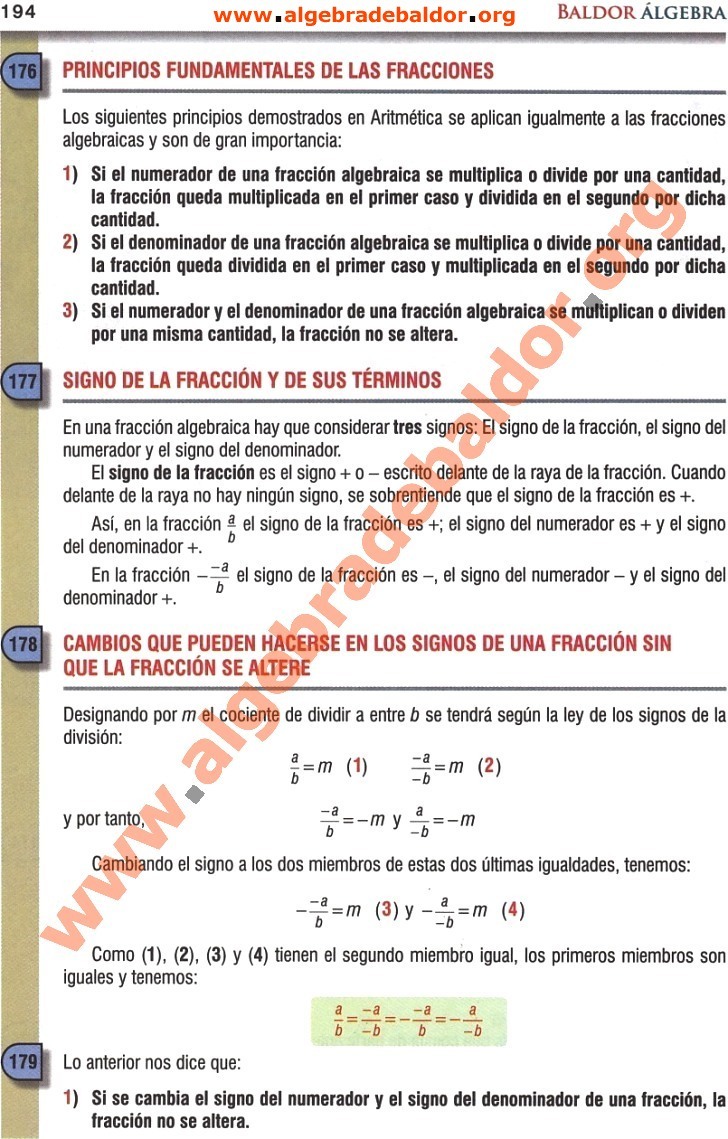 194 www.algebradebaldor.org BALDOR ÁLGEBRA
176 PRINCIPIOS FUNDAMENTALES DE LAS FRACCIONES
Los siguientes principios demostrados en Aritmética se aplican igualmente a las fracciones
algebraicas y son de gran importancia:
1) Si el numerador de una fracción algebraica se multiplica o divide por una cantidad,
la fracción queda multiplicada en el primer caso y dividida en el segundo por dicha
cantidad.
2) Si el denominador de una fracción algebraica se multiplica o divide por una cantidad,
la fracción queda dividida en el primer caso y multiplicada en el segundo por dicha
cantidad.
3) Si el numerador y el denominador de una fracción algebraica se multiplican o dividen
por una misma cantidad, la fracción no se altera.
177 SIGNO DE LA FRACCIÓN Y DE SUS TÉRMINOS
En una fracción algebraica hay que considerar tres signos: El signo de la fracción, el signo del
numerador y el signo del denominador.
El signo de la fracción es el signo + o – escrito delante de la raya de la fracción. Cuando
delante de la raya no hay ningún signo, se sobrentiende que el signo de la fracción es +.
Así, en la fracción a/b el signo de la fracción es +; el signo del numerador es + y el signo
del denominador +.
En la fracción – –a/b el signo de la fracción es –, el signo del numerador – y el signo del
denominador +.
178 CAMBIOS QUE PUEDEN HACERSE EN LOS SIGNOS DE UNA FRACCIÓN SIN
QUE LA FRACCIÓN SE ALTERE
Designando por m el cociente de dividir a entre b se tendrá según la ley de los signos de la
división:
a/b = m (1) –a/–b = m (2)
y por tanto, –a/b = –m y a/–b = –m
Cambiando el signo a los dos miembros de estas dos últimas igualdades, tenemos:
– –a/b = m (3) y – a/–b = m (4)
Como (1), (2), (3) y (4) tienen el segundo miembro igual, los primeros miembros son
iguales y tenemos:
a/b = –a/–b = – –a/b = – a/–b
179 Lo anterior nos dice que:
1) Si se cambia el signo del numerador y el signo del denominador de una fracción, la
fracción no se altera.
www.algebradebaldor.org